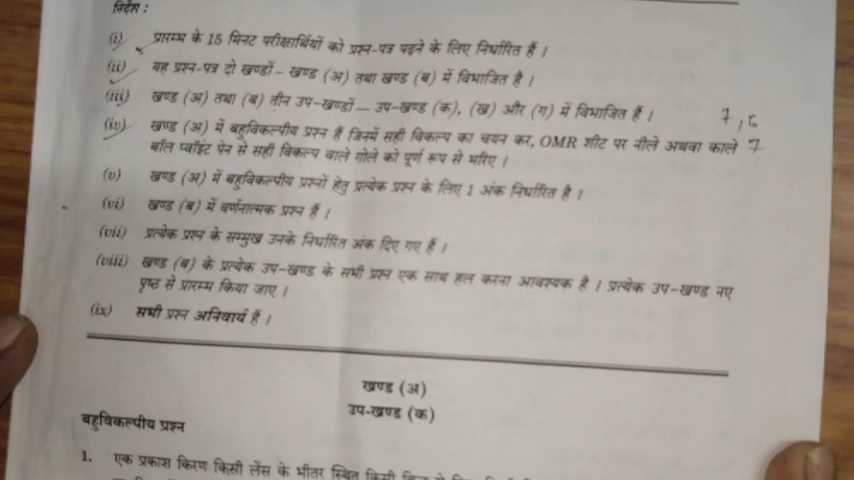 निर्देश :
(i) प्रारम्भ के 15 मिनट परीक्षार्थियों को प्रश्न-पत्र पढ़ने के लिए निर्धारित हैं ।
(ii) यह प्रश्न-पत्र दो खण्डों – खण्ड (अ) तथा खण्ड (ब) में विभाजित है ।
(iii) खण्ड (अ) तथा (ब) तीन उप-खण्डों – उप-खण्ड (क), (ख) और (ग) में विभाजित हैं ।
7, 6
(iv) खण्ड (अ) में बहुविकल्पीय प्रश्न हैं जिनमें सही विकल्प का चयन कर, OMR शीट पर नीले अथवा काले 7
बॉल प्वॉइंट पेन से सही विकल्प वाले गोले को पूर्ण रूप से भरिए ।
(v) खण्ड (अ) में बहुविकल्पीय प्रश्नों हेतु प्रत्येक प्रश्न के लिए 1 अंक निर्धारित है ।
(vi) खण्ड (ब) में वर्णनात्मक प्रश्न हैं ।
(vii) प्रत्येक प्रश्न के सम्मुख उनके निर्धारित अंक दिए गए हैं ।
(viii) खण्ड (ब) के प्रत्येक उप-खण्ड के सभी प्रश्न एक साथ हल करना आवश्यक है । प्रत्येक उप-खण्ड नए
पृष्ठ से प्रारम्भ किया जाए ।
(ix) सभी प्रश्न अनिवार्य हैं ।
खण्ड (अ)
उप-खण्ड (क)
बहुविकल्पीय प्रश्न
1. एक प्रकाश किरण किसी लेंस के भीतर स्थित किसी